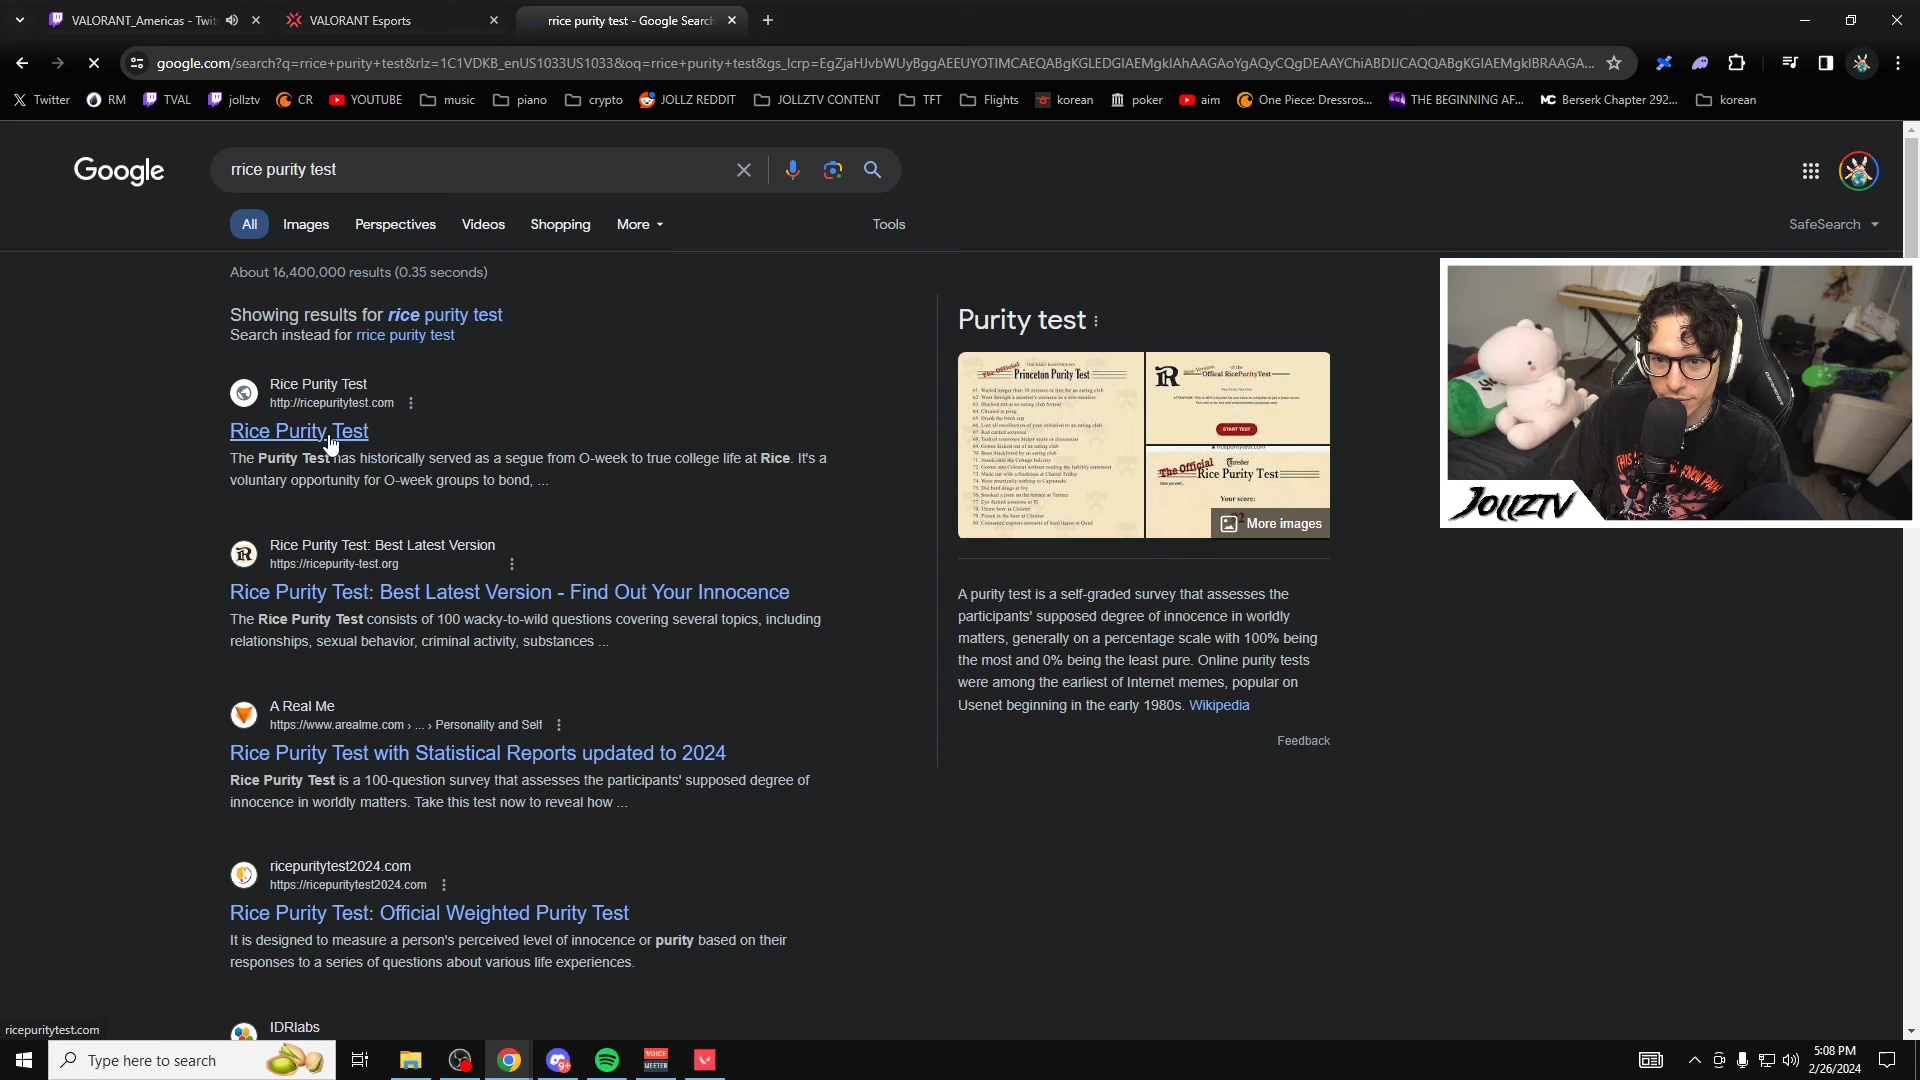 VALORANT_Americas - Twit
VALORANT Esports
rrice purity test - Google Search
google.com/search?q=rrice+purity+test&rlz=1C1VDKB_enUS1033US1033&oq=rrice+purity+test&gs_lcrp=EgZjaHJvbWUyBggAEEUYOTIMCAEQABgKGLEDGIAEMgkIAhAAGAoYgAQyCQgDEAAYChiABDIJCAQQABgKGIAEMgkIBRAAGA...
Twitter
RM
TVAL
jollztv
CR
YOUTUBE
music
piano
crypto
JOLLZ REDDIT
JOLLZTV CONTENT
TFT
Flights
korean
poker
aim
One Piece: Dressros...
THE BEGINNING AF...
MC Berserk Chapter 292...
korean
Google
rrice purity test
All
Images
Perspectives
Videos
Shopping
More
Tools
SafeSearch
About 16,400,000 results (0.35 seconds)
Showing results for rice purity test
Search instead for rrice purity test
Rice Purity Test
http://ricepuritytest.com
Rice Purity Test
The Purity Test has historically served as a segue from O-week to true college life at Rice. It's a
voluntary opportunity for O-week groups to bond, ...
Rice Purity Test: Best Latest Version
https://ricepurity-test.org
Rice Purity Test: Best Latest Version - Find Out Your Innocence
The Rice Purity Test consists of 100 wacky-to-wild questions covering several topics, including
relationships, sexual behavior, criminal activity, substances ...
A Real Me
https://www.arealme.com › ... › Personality and Self
Rice Purity Test with Statistical Reports updated to 2024
Rice Purity Test is a 100-question survey that assesses the participants' supposed degree of
innocence in worldly matters. Take this test now to reveal how ...
ricepuritytest2024.com
https://ricepuritytest2024.com
Rice Purity Test: Official Weighted Purity Test
It is designed to measure a person's perceived level of innocence or purity based on their
responses to a series of questions about various life experiences.
IDRlabs
Purity test
The Official
Princeton Purity Test
Offical RicePurityTest
START TEST
Thresher
The Official Rice Purity Test
Your score:
More images
A purity test is a self-graded survey that assesses the
participants' supposed degree of innocence in worldly
matters, generally on a percentage scale with 100% being
the most and 0% being the least pure. Online purity tests
were among the earliest of Internet memes, popular on
Usenet beginning in the early 1980s. Wikipedia
Feedback
JOLLZTV
ricepuritytest.com
Type here to search
9+
VOICE
MEETER
5:08 PM
2/26/2024